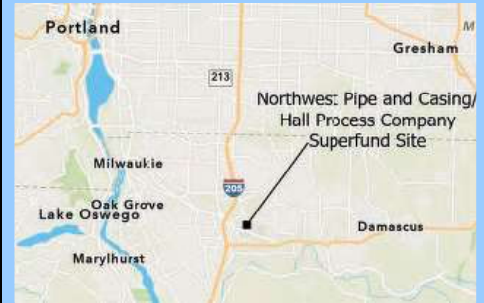 Portland
M
Gresham
213
Northwest Pipe and Casing/
Hall Process Company
Superfund Site
Milwaukie
205
Oak Grove
Lake Oswego
Damascus
Marylhurst